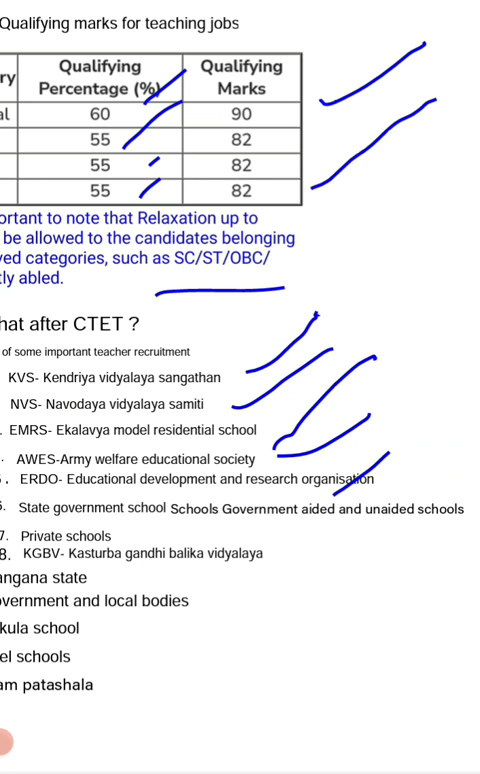 Qualifying marks for teaching jobs
ry Qualifying Percentage (%) Qualifying Marks
al 60 90
55 82
55 82
55 82
ortant to note that Relaxation up to
be allowed to the candidates belonging
ved categories, such as SC/ST/OBC/
tly abled.
hat after CTET ?
of some important teacher recruitment
KVS- Kendriya vidyalaya sangathan
NVS- Navodaya vidyalaya samiti
. EMRS- Ekalavya model residential school
. AWES-Army welfare educational society
. ERDO- Educational development and research organisation
6. State government school Schools Government aided and unaided schools
7. Private schools
8. KGBV- Kasturba gandhi balika vidyalaya
angana state
overnment and local bodies
kula school
el schools
am patashala